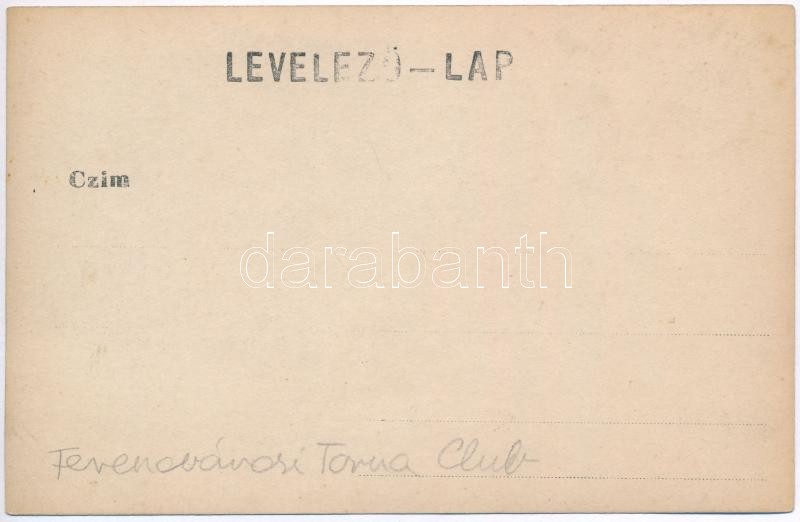 LEVELEZŐ — LAP
Czim
darabanth
Ferencvárosi Torna Club